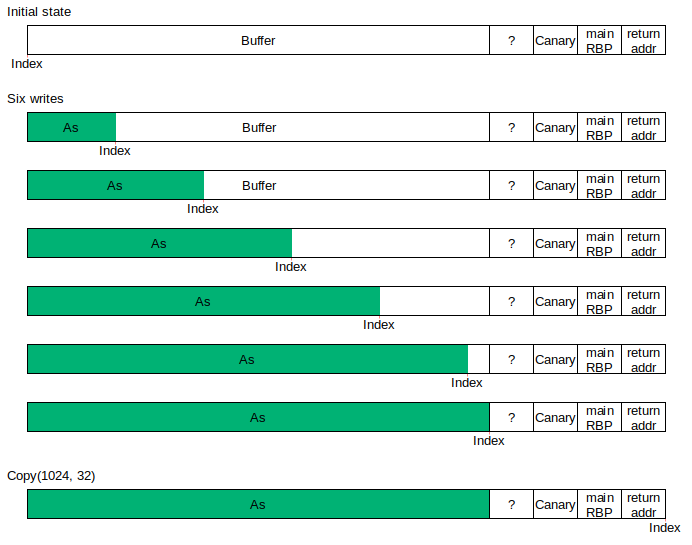 Initial state
Buffer ? Canary main RBP return addr
Index
Six writes
As Buffer ? Canary main RBP return addr
Index
As Buffer ? Canary main RBP return addr
Index
As ? Canary main RBP return addr
Index
As ? Canary main RBP return addr
Index
As ? Canary main RBP return addr
Index
As ? Canary main RBP return addr
Index
Copy(1024, 32)
As ? Canary main RBP return addr
Index